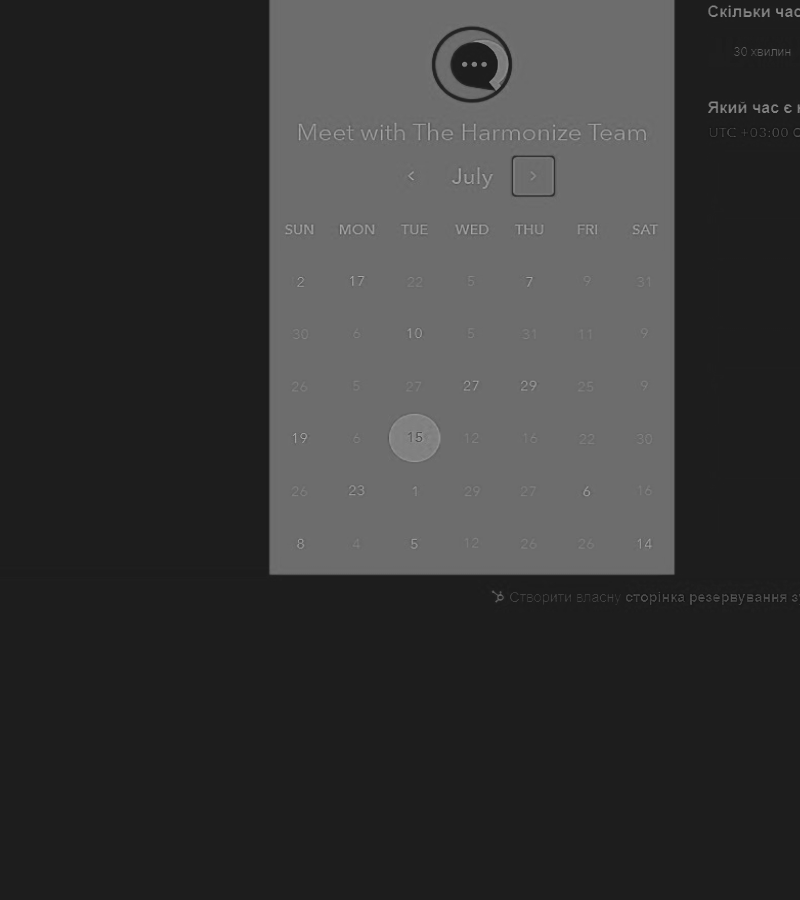 Скільки час
30 хвилин
Який час є
UTC +03:00
Meet with The Harmonize Team
July
SUN MON TUE WED THU FRI SAT
2 17 22 5 7 9 31
30 6 10 5 31 11 9
26 5 27 27 29 25 9
19 6 15 12 16 22 30
26 23 1 29 27 6 16
8 4 5 12 26 26 14
Створити власну сторінка резервування